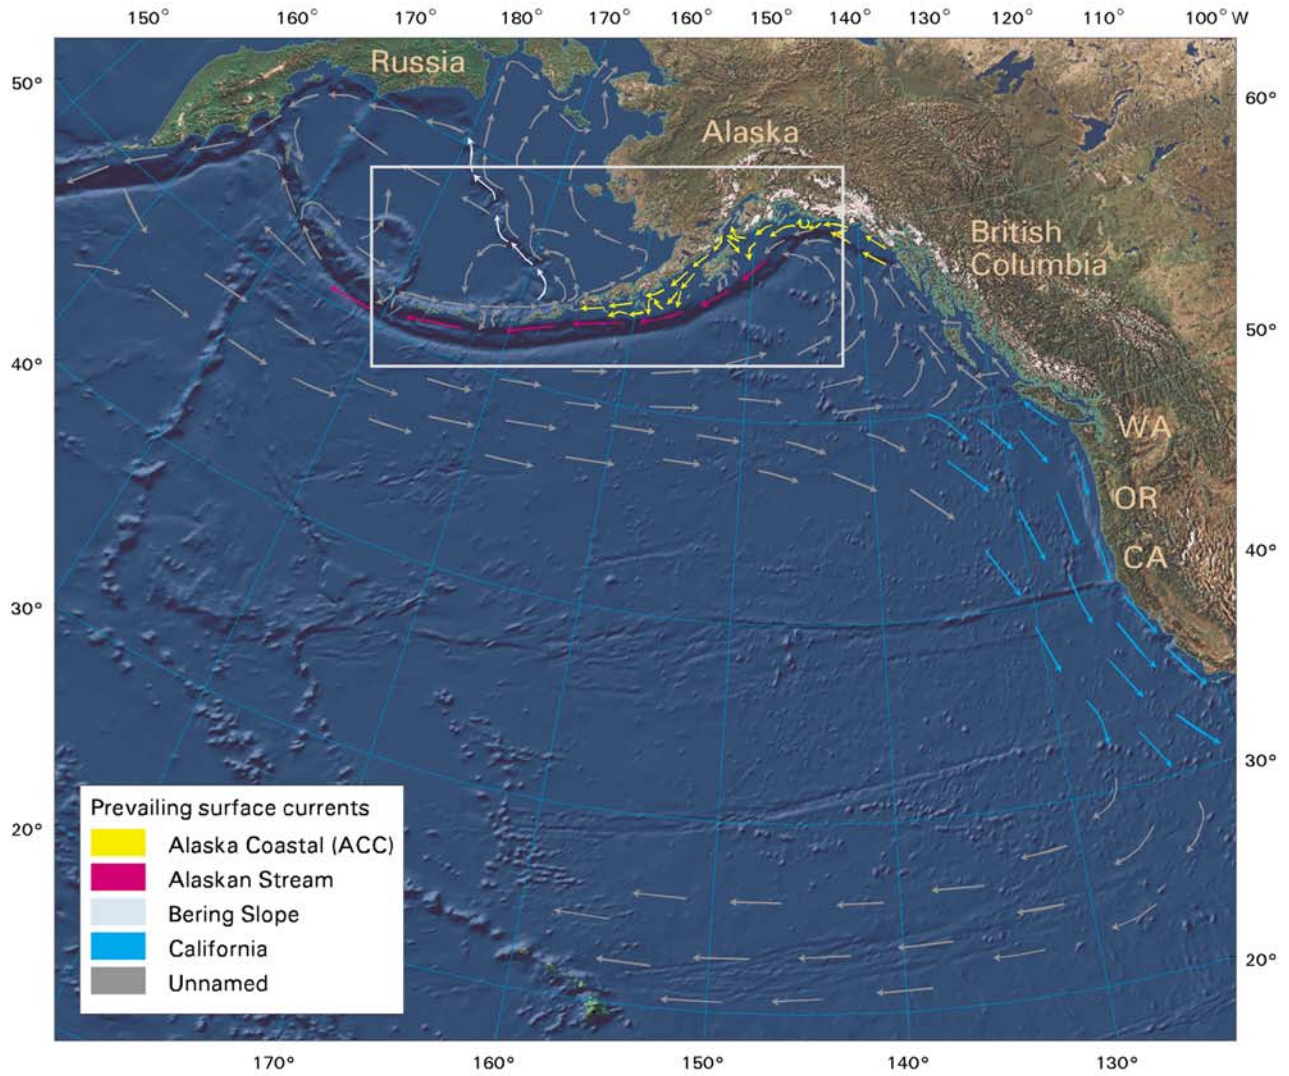 150° 160° 170° 180° 170° 160° 150° 140° 130° 120° 110° 100° W
50°
Russia
60°
Alaska
British
Columbia
50°
40°
WA
OR
40°
CA
30°
30°
20°
Prevailing surface currents
Alaska Coastal (ACC)
Alaskan Stream
Bering Slope
California
Unnamed
20°
170° 160° 150° 140° 130°